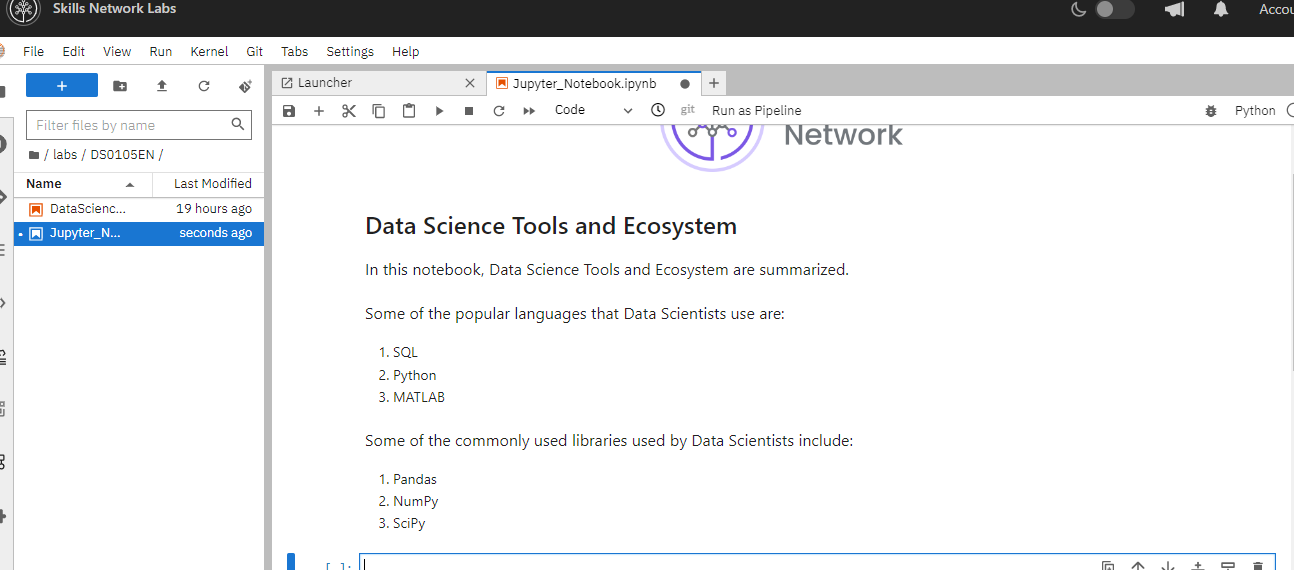 Skills Network Labs
Accou
File Edit View Run Kernel Git Tabs Settings Help
Launcher
Jupyter_Notebook.ipynb
Code
git
Run as Pipeline
Python
Filter files by name
/ labs / DS0105EN /
Name Last Modified
DataScienc... 19 hours ago
Jupyter_N... seconds ago
Network
Data Science Tools and Ecosystem
In this notebook, Data Science Tools and Ecosystem are summarized.
Some of the popular languages that Data Scientists use are:
1. SQL
2. Python
3. MATLAB
Some of the commonly used libraries used by Data Scientists include:
1. Pandas
2. NumPy
3. SciPy
[ ]: